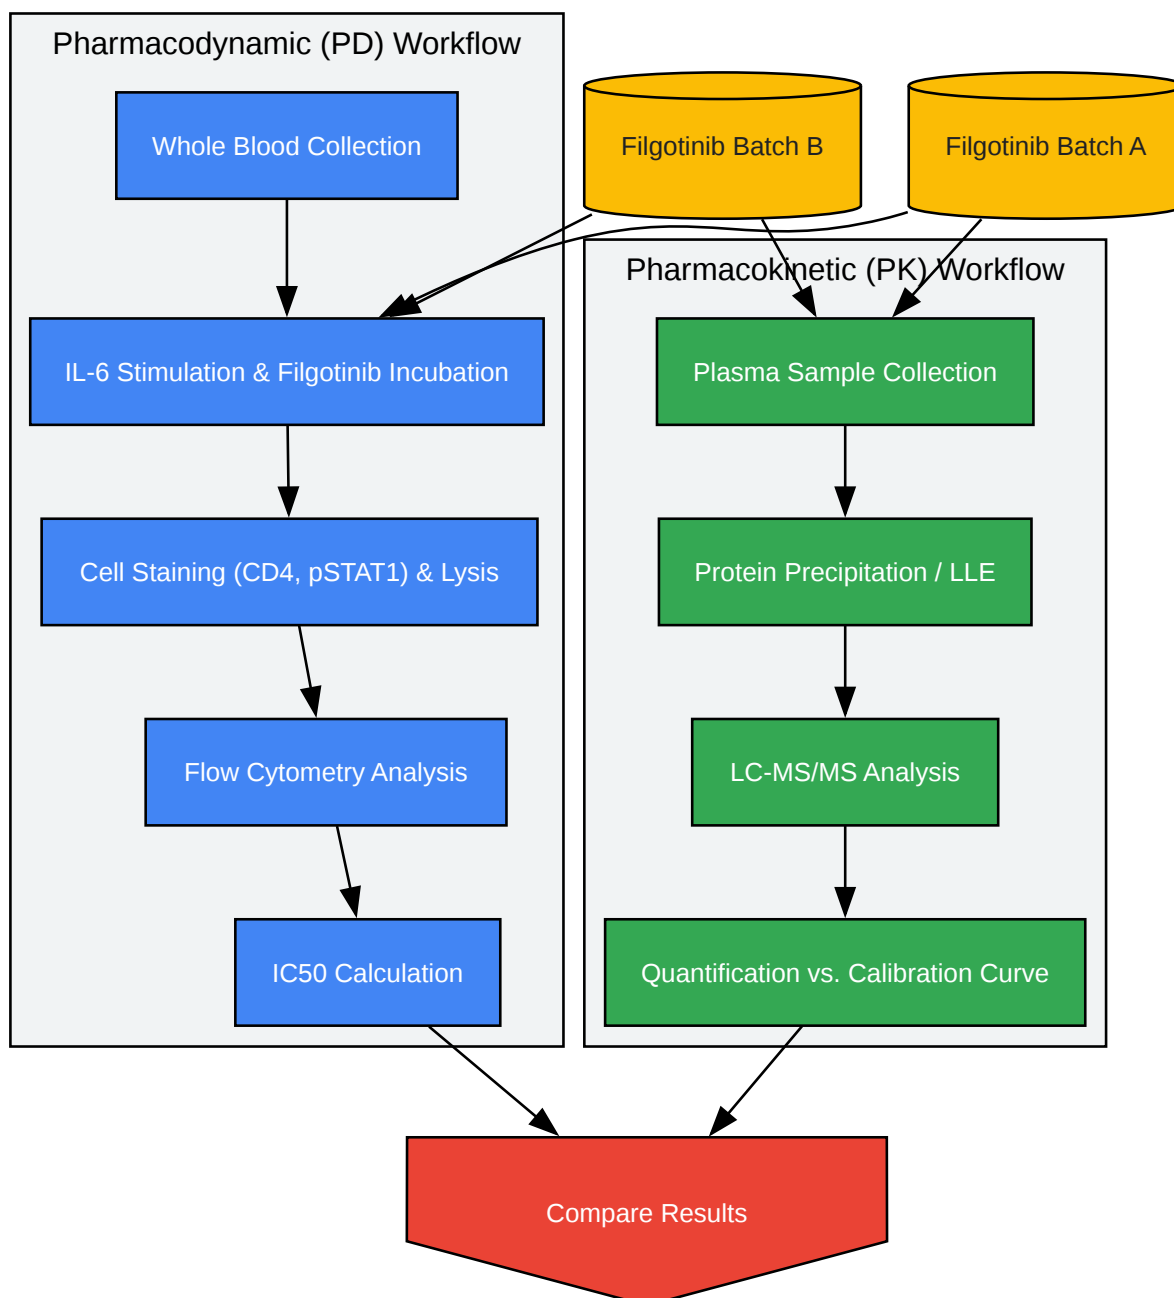 Pharmacodynamic (PD) Workflow
Whole Blood Collection
Filgotinib Batch B
Filgotinib Batch A
Pharmacokinetic (PK) Workflow
IL-6 Stimulation & Filgotinib Incubation
Plasma Sample Collection
Cell Staining (CD4, pSTAT1) & Lysis
Protein Precipitation / LLE
Flow Cytometry Analysis
LC-MS/MS Analysis
IC50 Calculation
Quantification vs. Calibration Curve
Compare Results